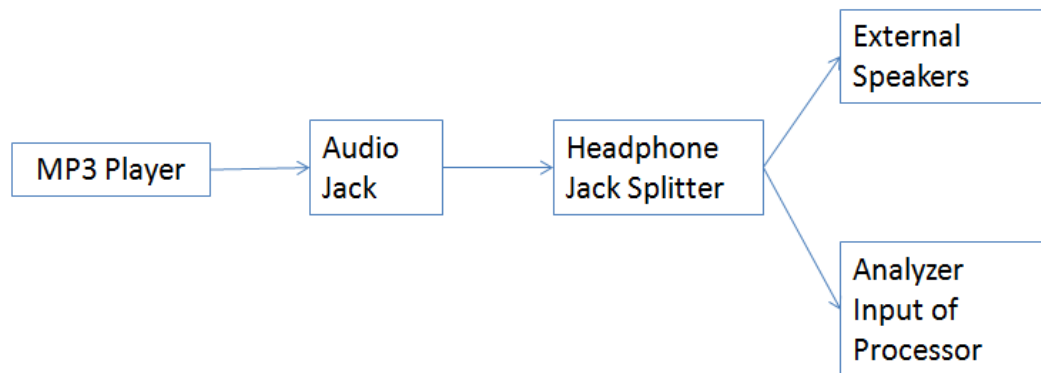 MP3 Player
Audio
Jack
Headphone
Jack Splitter
External
Speakers
Analyzer
Input of
Processor